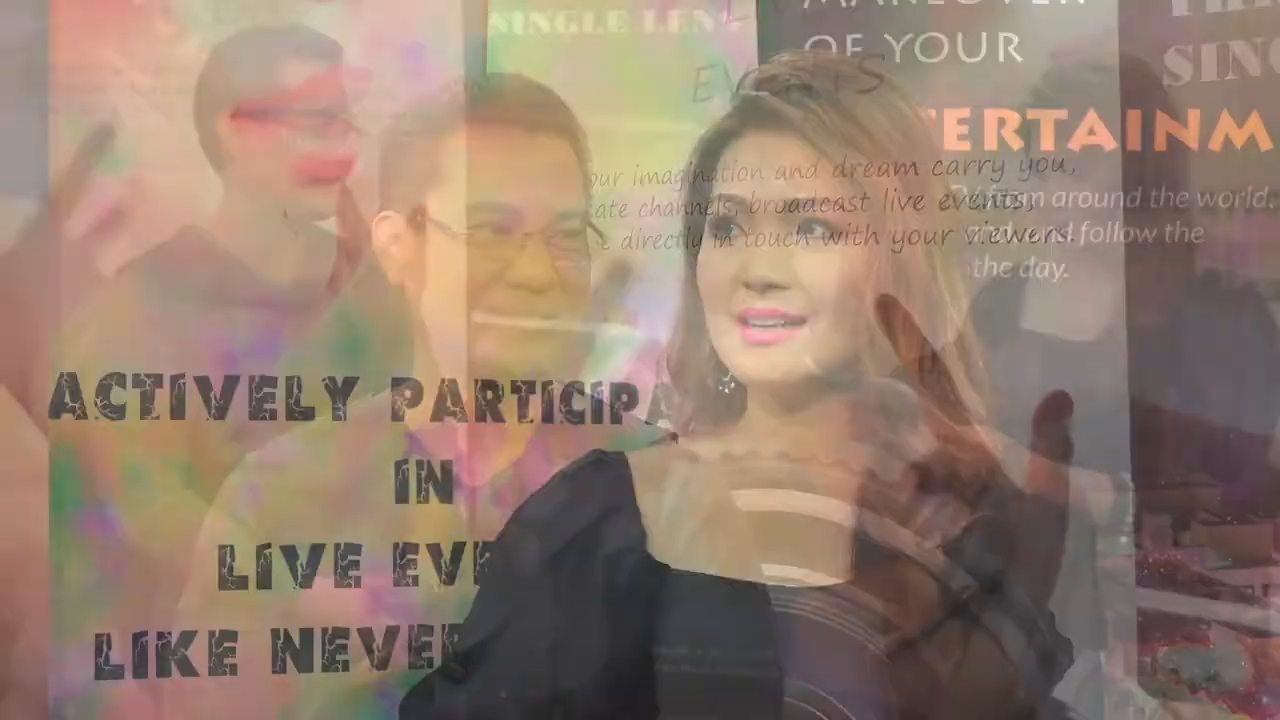 SINGLE LENS
OF YOUR
EVENTS
ERTAINM
SING
our imagination and dream carry you,
ate channels, broadcast live events,
e directly in touch with your viewers.
from around the world,
and follow the
the day.
ACTIVELY PARTICIPA
IN
LIVE EVE
LIKE NEVER